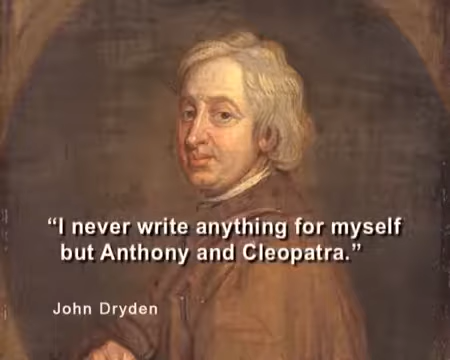 “I never write anything for myself
but Anthony and Cleopatra.”
John Dryden